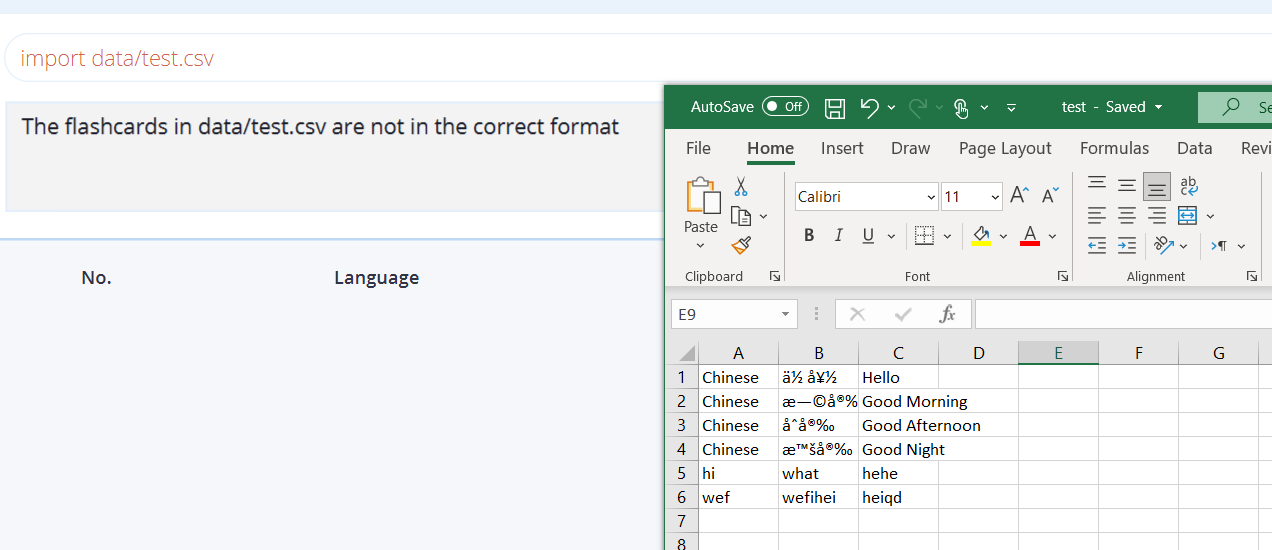 import data/test.csv
The flashcards in data/test.csv are not in the correct format
No. Language
AutoSave Off test - Saved
File Home Insert Draw Page Layout Formulas Data
Calibri 11
Paste
B I U A
Clipboard Font Alignment
E9 fx
A B C D E F G
1 Chinese ä½ å¥½ Hello
2 Chinese æ—©å®% Good Morning
3 Chinese åˆå®‰ Good Afternoon
4 Chinese æ™šå®‰ Good Night
5 hi what hehe
6 wef wefihei heiqd
7
8